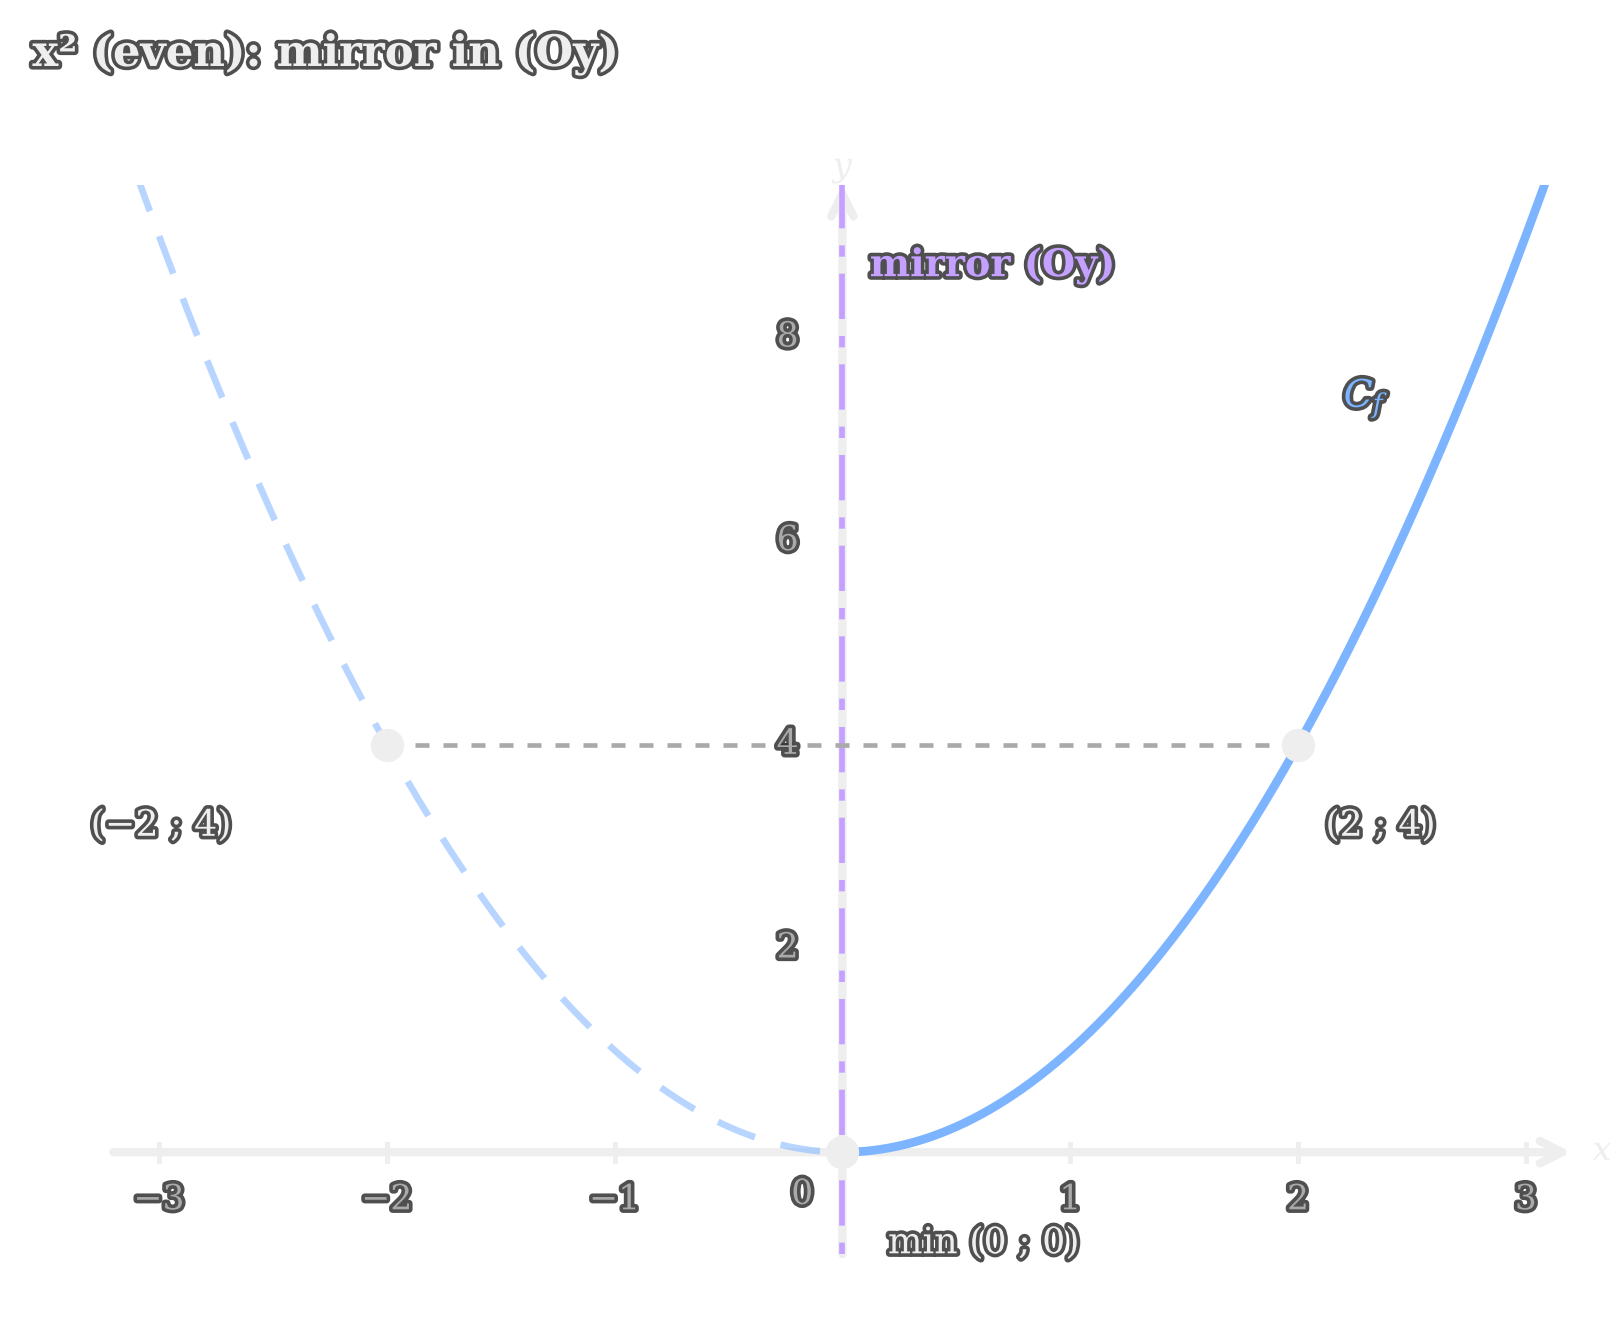 x² (even): mirror in (Oy)
y
mirror (Oy)
8
C_f
6
4
(−2 ; 4)
(2 ; 4)
2
x
−3
−2
−1
0
1
2
3
min (0 ; 0)